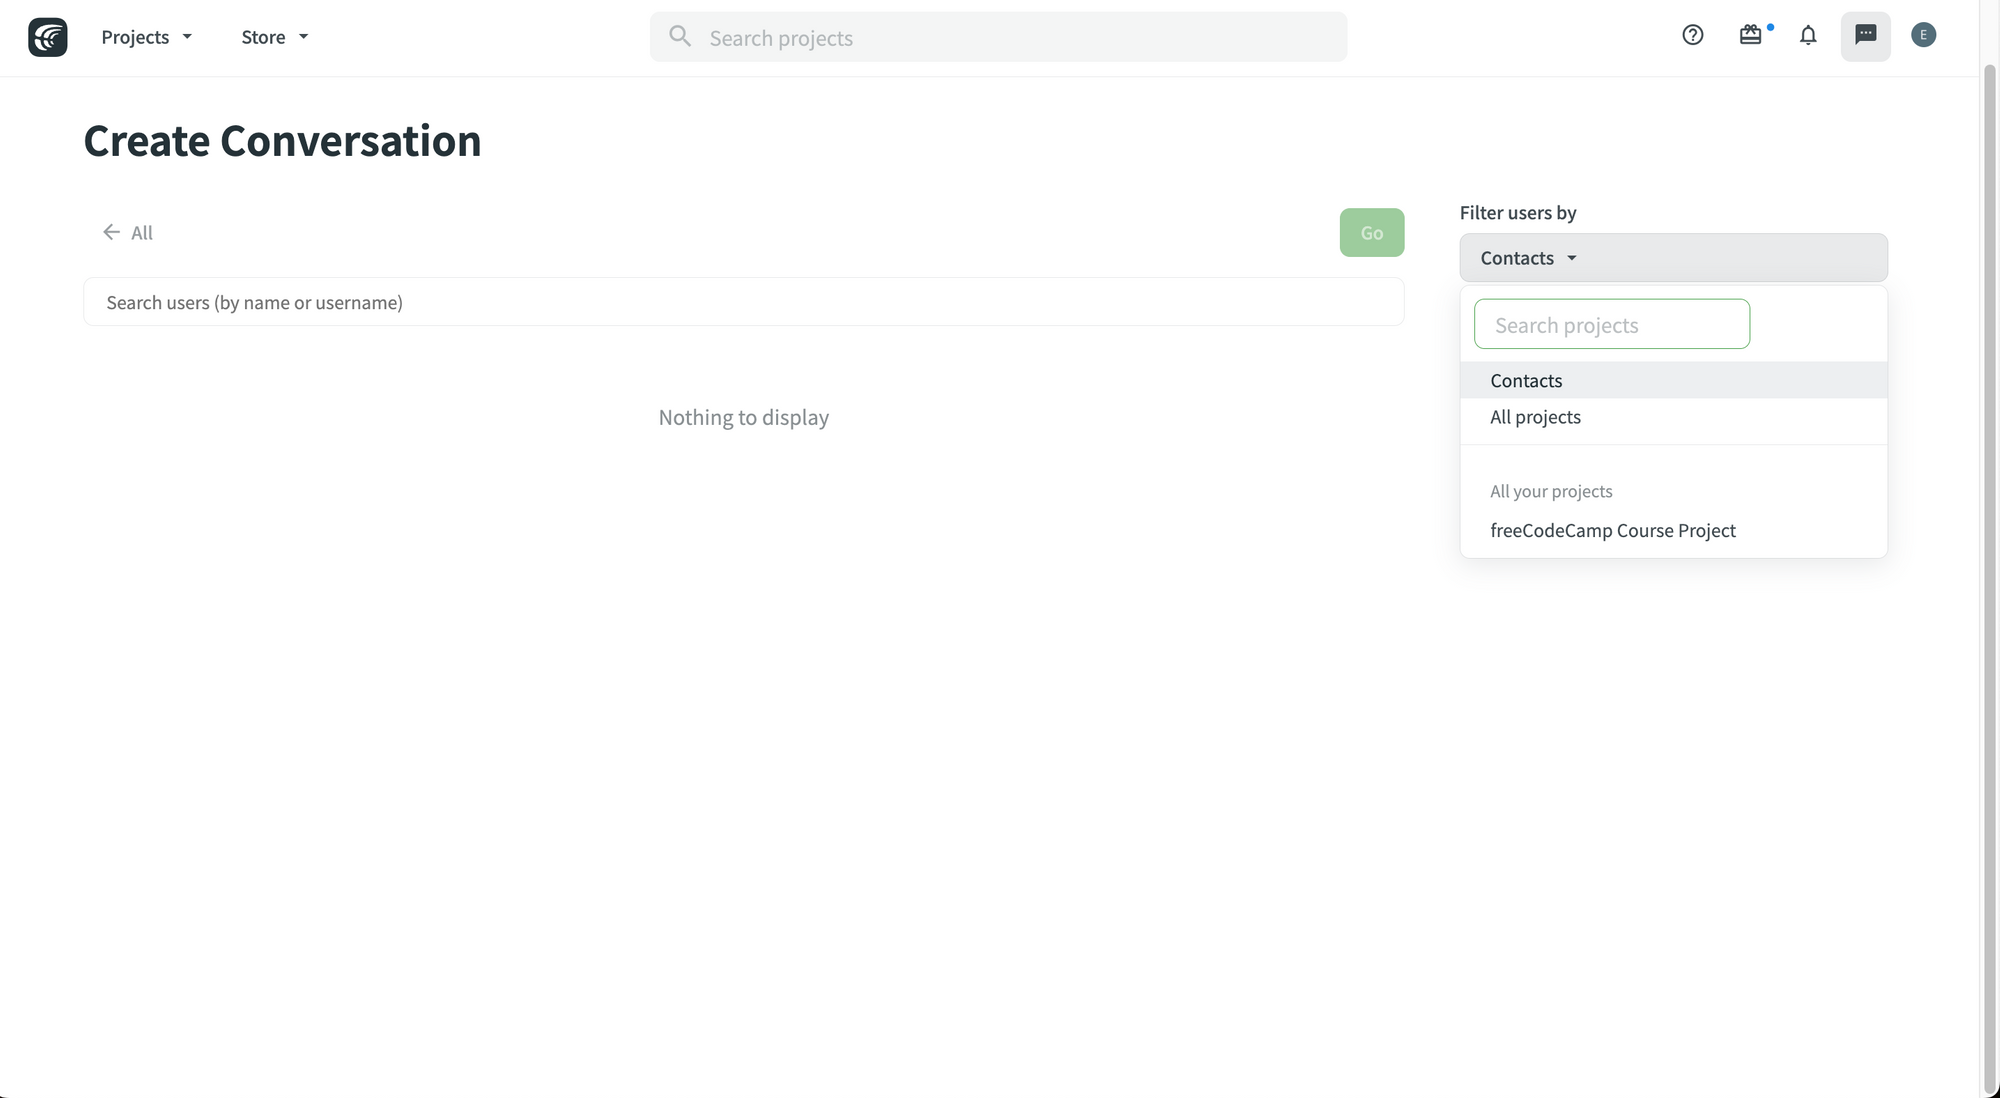 Projects
Store
Search projects
E
Create Conversation
All
Go
Search users (by name or username)
Nothing to display
Filter users by
Contacts
Search projects
Contacts
All projects
All your projects
freeCodeCamp Course Project